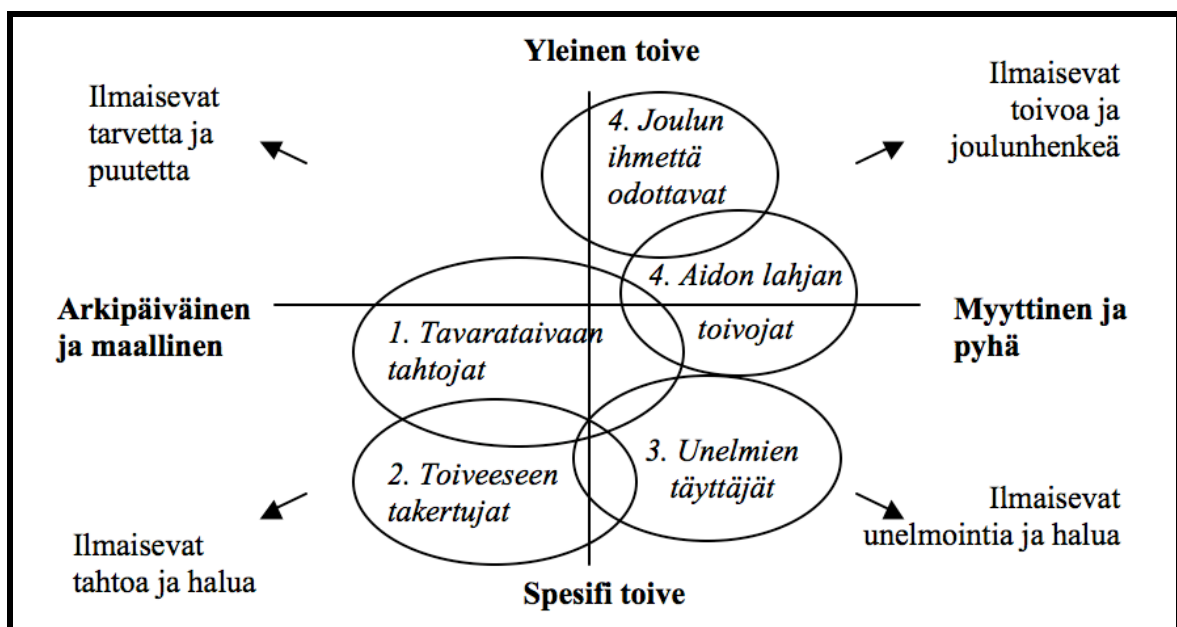 Yleinen toive
Ilmaisevat
tarvetta ja
puutetta
Ilmaisevat
toivoa ja
joulunhenkeä
4. Joulun
ihmettä
odottavat
4. Aidon lahjan
toivojat
Arkipäiväinen
ja maallinen
Myyttinen ja
pyhä
1. Tavarataivaan
tahtojat
2. Toiveeseen
takertujat
3. Unelmien
täyttäjät
Ilmaisevat
tahtoa ja halua
Ilmaisevat
unelmointia ja halua
Spesifi toive